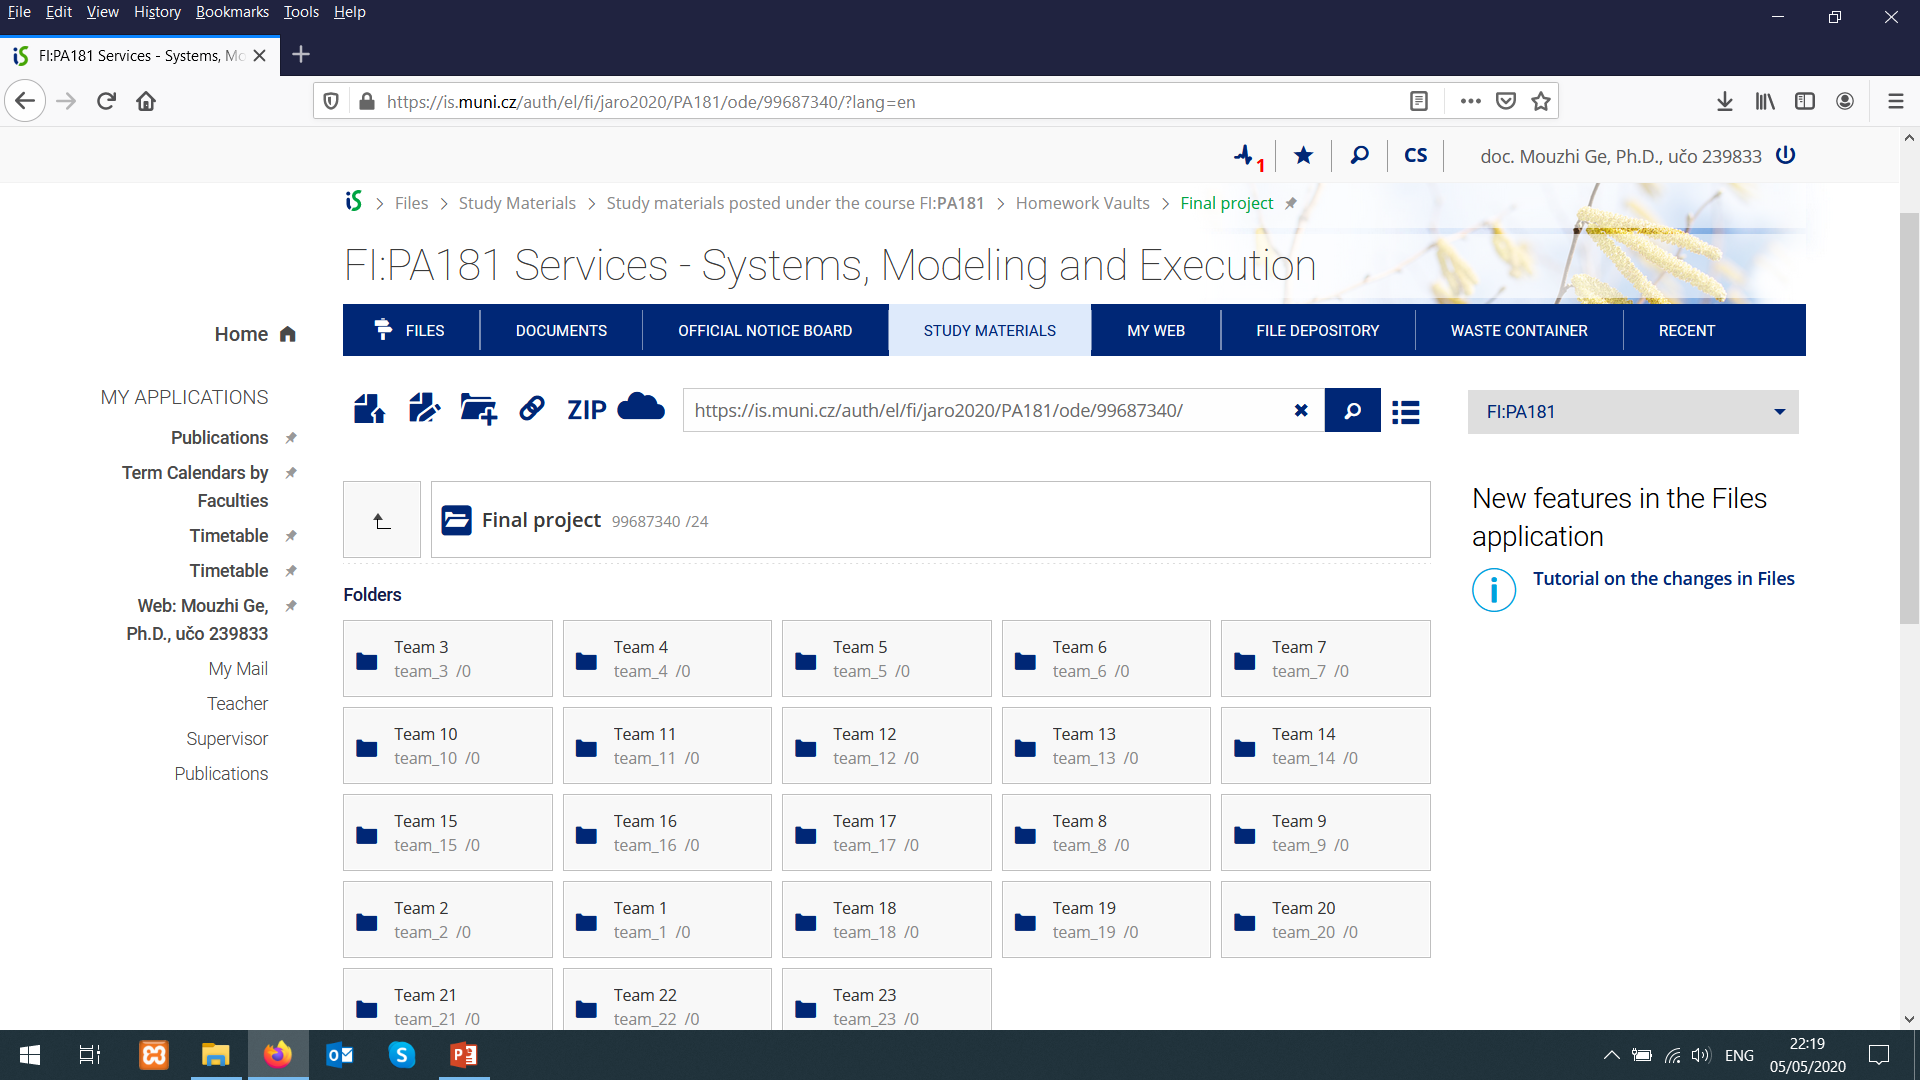 File Edit View History Bookmarks Tools Help
FI:PA181 Services - Systems, Mo
https://is.muni.cz/auth/el/fi/jaro2020/PA181/ode/99687340/?lang=en
1
CS
doc. Mouzhi Ge, Ph.D., učo 239833
iS > Files > Study Materials > Study materials posted under the course FI:PA181 > Homework Vaults > Final project
FI:PA181 Services - Systems, Modeling and Execution
FILES DOCUMENTS OFFICIAL NOTICE BOARD STUDY MATERIALS MY WEB FILE DEPOSITORY WASTE CONTAINER RECENT
Home
MY APPLICATIONS
Publications
Term Calendars by
Faculties
Timetable
Timetable
Web: Mouzhi Ge,
Ph.D., učo 239833
My Mail
Teacher
Supervisor
Publications
ZIP
https://is.muni.cz/auth/el/fi/jaro2020/PA181/ode/99687340/
FI:PA181
Final project 99687340 /24
New features in the Files
application
Tutorial on the changes in Files
Folders
Team 3 Team 4 Team 5 Team 6 Team 7
team_3 /0 team_4 /0 team_5 /0 team_6 /0 team_7 /0
Team 10 Team 11 Team 12 Team 13 Team 14
team_10 /0 team_11 /0 team_12 /0 team_13 /0 team_14 /0
Team 15 Team 16 Team 17 Team 8 Team 9
team_15 /0 team_16 /0 team_17 /0 team_8 /0 team_9 /0
Team 2 Team 1 Team 18 Team 19 Team 20
team_2 /0 team_1 /0 team_18 /0 team_19 /0 team_20 /0
Team 21 Team 22 Team 23
team_21 /0 team_22 /0 team_23 /0
ENG
22:19
05/05/2020